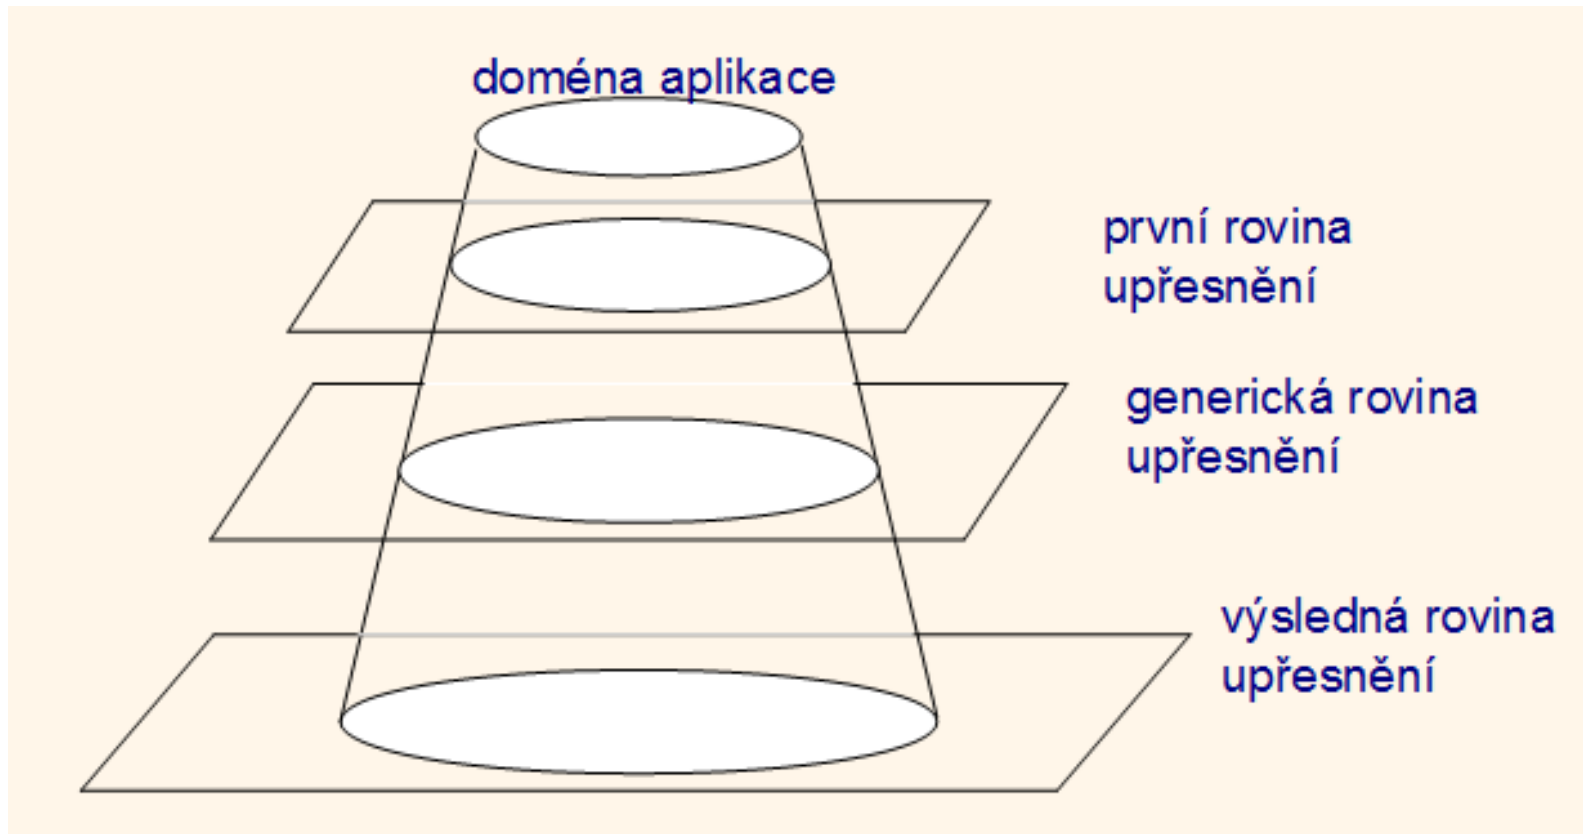 doména aplikace
první rovina
upřesnění
generická rovina
upřesnění
výsledná rovina
upřesnění